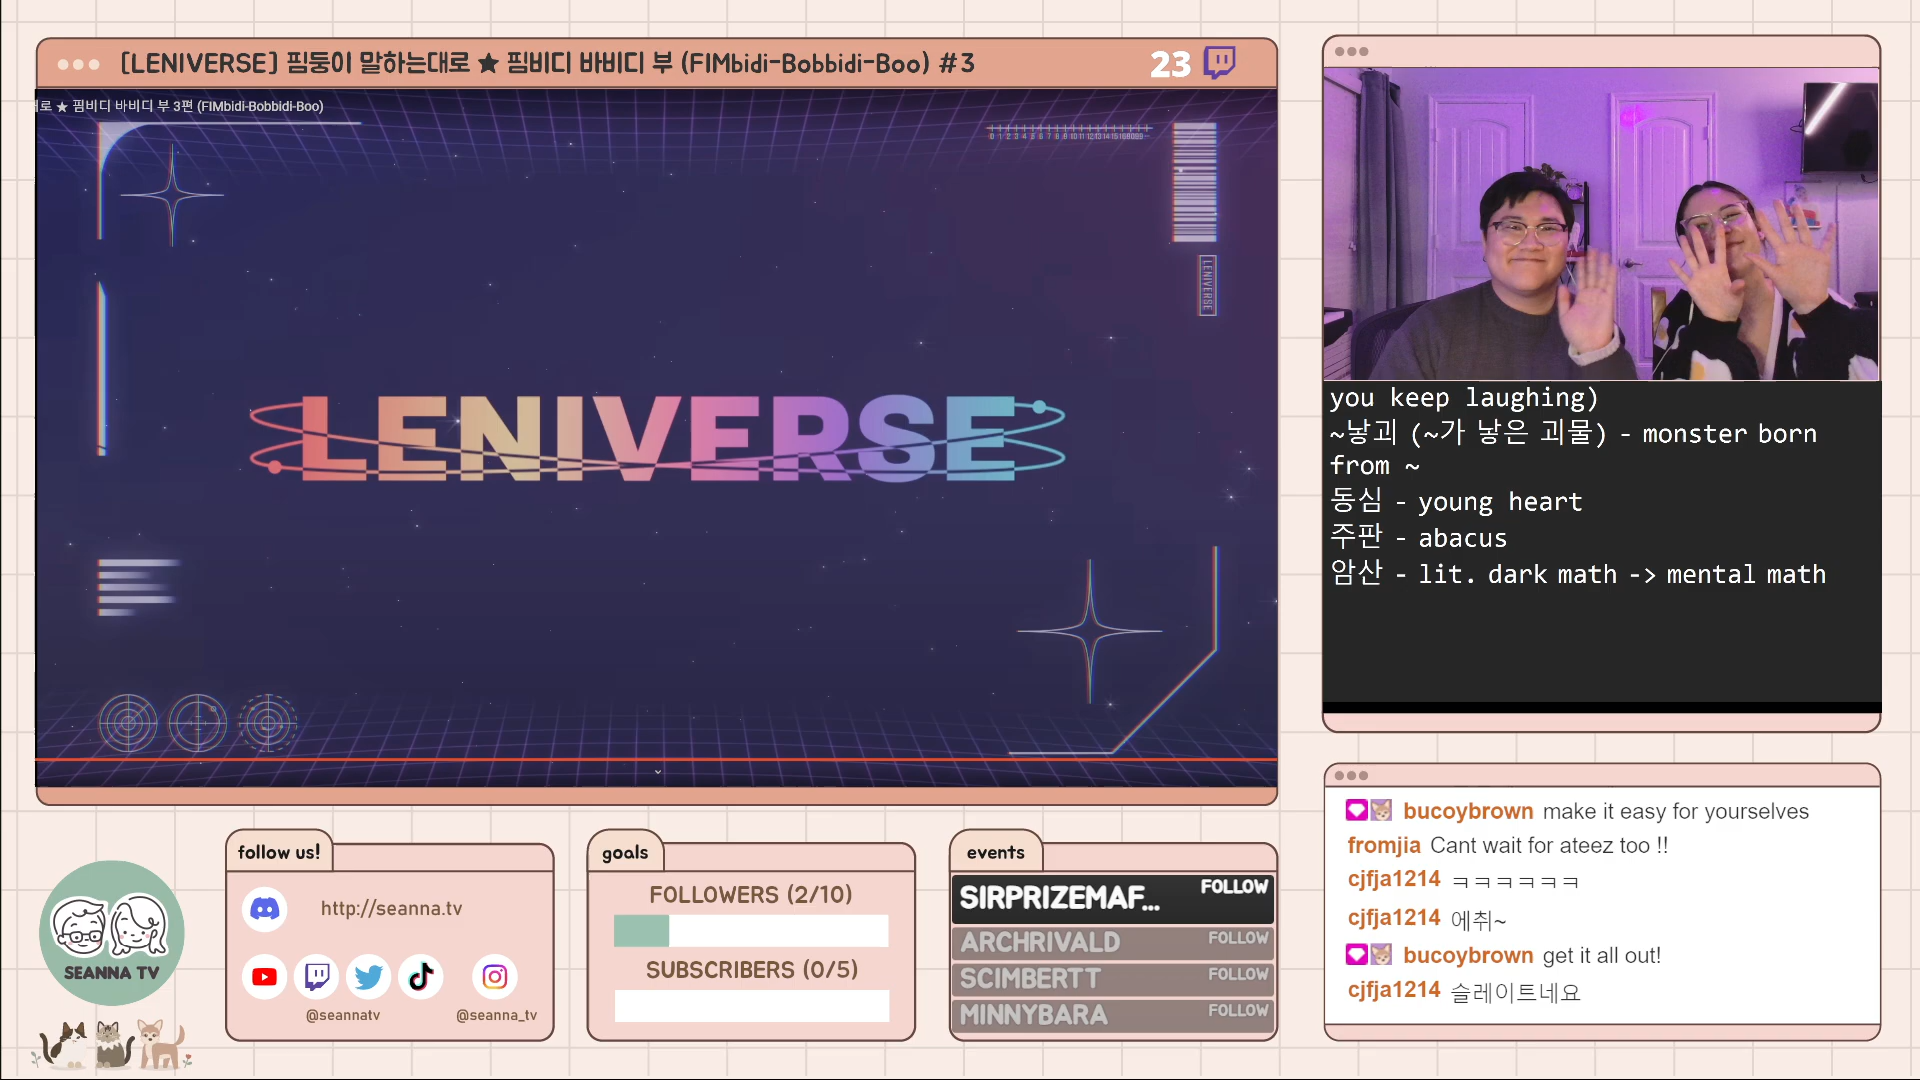 [LENIVERSE] 핌둥이 말하는대로 ★ 핌비디 바비디 부 (FIMbidi-Bobbidi-Boo) #3
23
로 ★ 핌비디 바비디 부 3편 (FIMbidi-Bobbidi-Boo)
LENIVERSE
LENIVERSE
you keep laughing)
~낳괴 (~가 낳은 괴물) - monster born
from ~
동심 - young heart
주판 - abacus
암산 - lit. dark math -> mental math
bucoybrown make it easy for yourselves
fromjia Cant wait for ateez too !!
cjfja1214 ㅋㅋㅋㅋㅋㅋ
cjfja1214 에취~
bucoybrown get it all out!
cjfja1214 슬레이트네요
SEANNA TV
follow us!
http://seanna.tv
@seannatv
@seanna_tv
goals
FOLLOWERS (2/10)
SUBSCRIBERS (0/5)
events
SIRPRIZEMAF... FOLLOW
ARCHRIVALD FOLLOW
SCIMBERTT FOLLOW
MINNYBARA FOLLOW